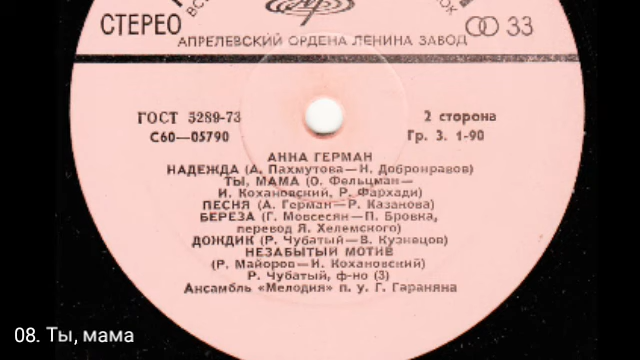 СТЕРЕО
33
АПРЕЛЕВСКИЙ ОРДЕНА ЛЕНИНА ЗАВОД
ГОСТ 5289-73
2 сторона
С60—05790
Гр. 3. 1-90
АННА ГЕРМАН
НАДЕЖДА (А. Пахмутова—Н. Добронравов)
ТЫ, МАМА (О. Фельцман—
И. Кохановский, Р. Фархади)
ПЕСНЯ (А. Герман—Р. Казакова)
БЕРЕЗА (Г. Мовсесян—П. Бровка,
перевод Я. Хелемского)
ДОЖДИК (Р. Чубатый—В. Кузнецов)
НЕЗАБЫТЫЙ МОТИВ
(Р. Майоров—И. Кохановский)
Р. Чубатый, ф-но (3)
Ансамбль «Мелодия» п. у. Г. Гараняна
08. Ты, мама